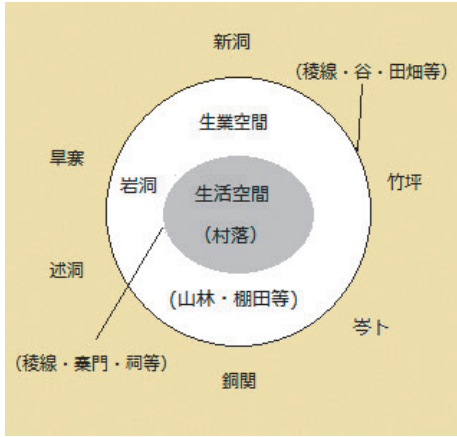 新洞
(稜線・谷・田畑等)
生業空間
旱寨
岩洞
生活空間
竹坪
(村落)
述洞
(山林・棚田等)
岑卜
(稜線・寨門・祠等)
銅関